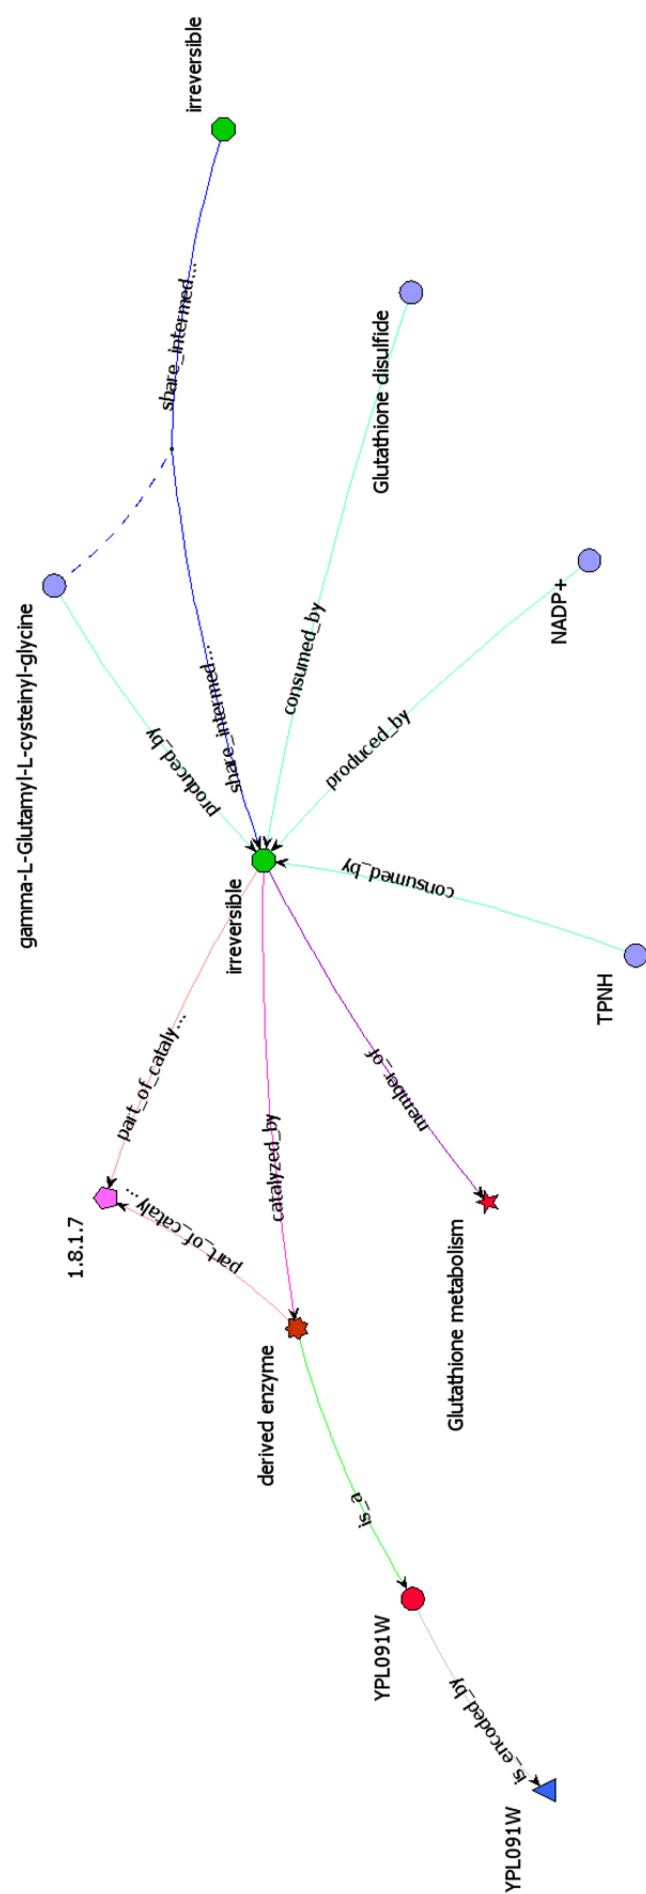 irreversible
share_intermed...
Glutathione disulfide
gamma-L-Glutamyl-L-cysteinyl-glycine
NADP+
consumed_by
share_intermed...
produced_by
produced_by
consumed_by
irreversible
TPNH
part_of_cataly...
member_of
catalyzed_by
part_of_cataly...
1.8.1.7
Glutathione metabolism
derived enzyme
is_a
YPL091W
is_encoded_by
YPL091W